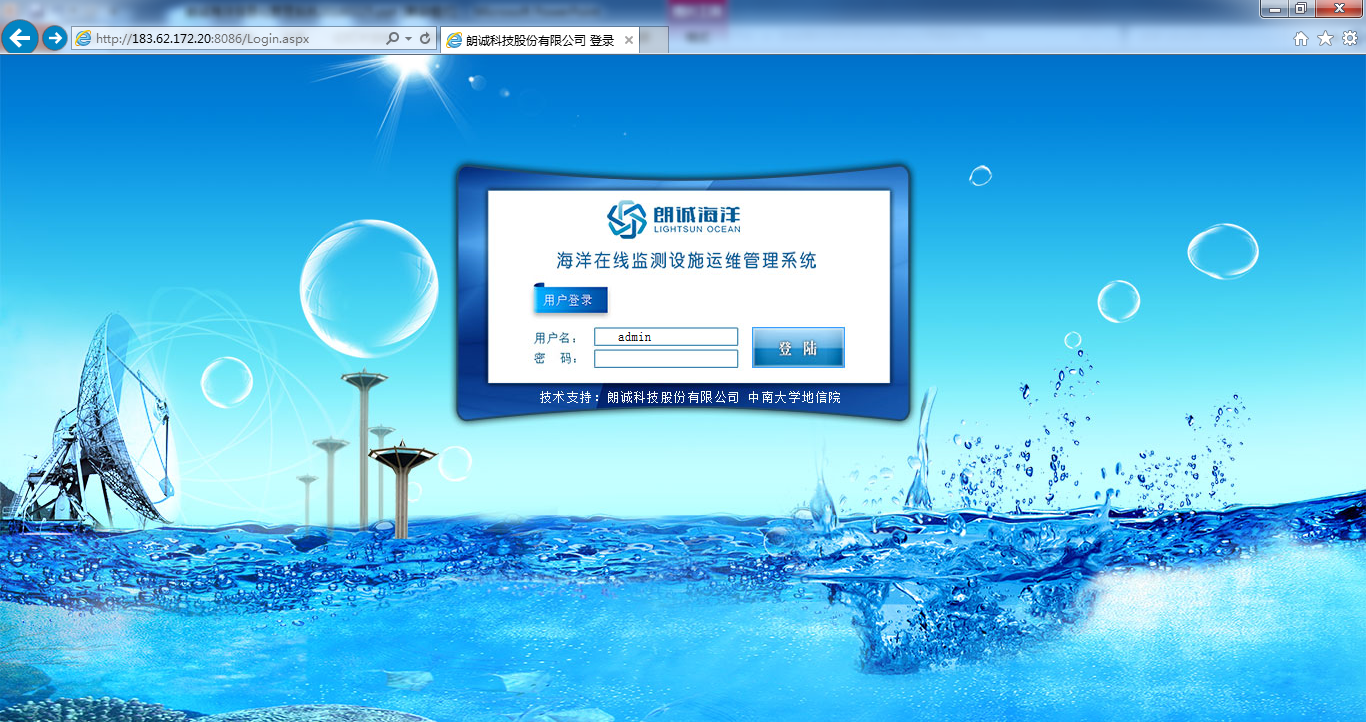 http://183.62.172.20:8086/Login.aspx
朗诚科技股份有限公司 登录
朗诚海洋
LIGHTSUN OCEAN
海洋在线监测设施运维管理系统
用户登录
用户名： admin
登 陆
密 码：
技术支持：朗诚科技股份有限公司 中南大学地信院